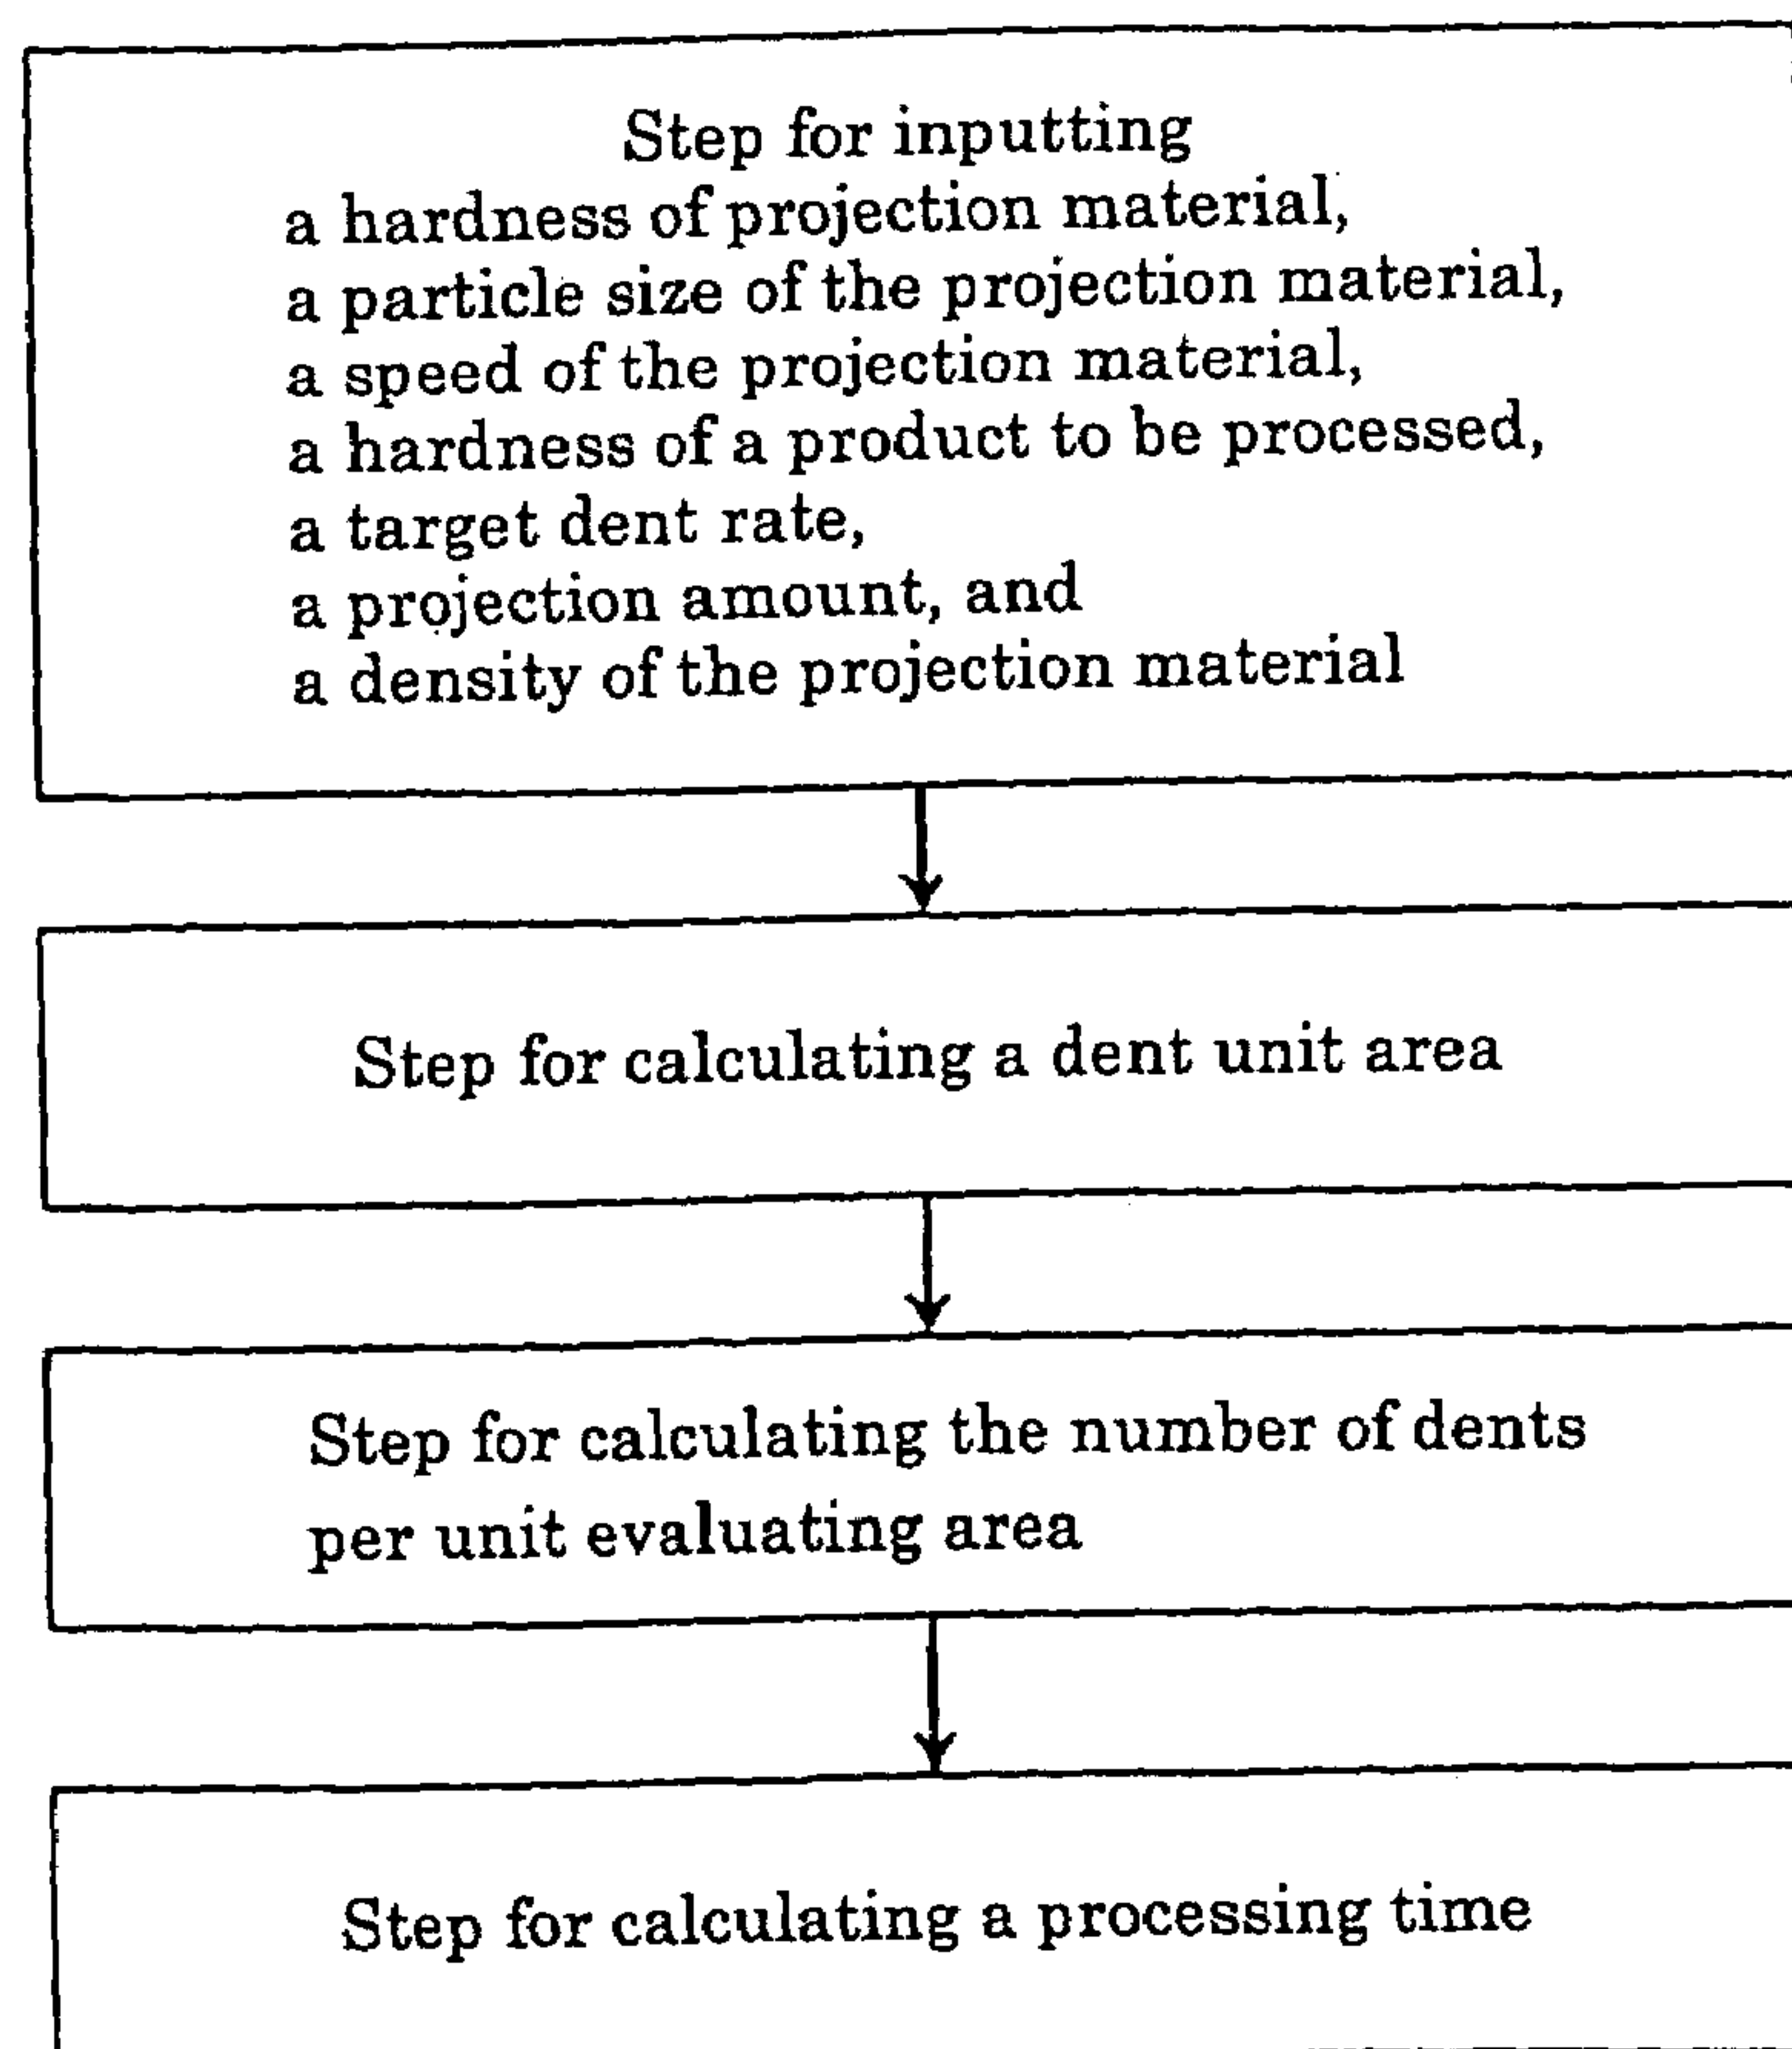 Step for inputting
a hardness of projection material,
a particle size of the projection material,
a speed of the projection material,
a hardness of a product to be processed,
a target dent rate,
a projection amount, and
a density of the projection material
Step for calculating a dent unit area
Step for calculating the number of dents
per unit evaluating area
Step for calculating a processing time